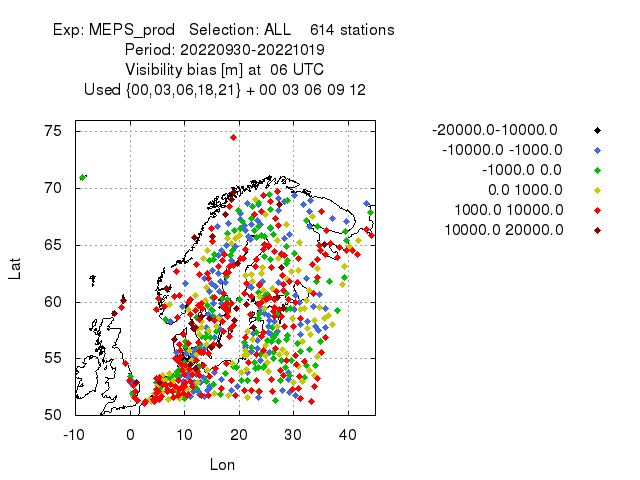 Exp: MEPS_prod   Selection: ALL    614 stations
Period: 20220930-20221019
Visibility bias [m] at  06 UTC
Used {00,03,06,18,21} + 00 03 06 09 12
-20000.0-10000.0
-10000.0 -1000.0
-1000.0 0.0
0.0 1000.0
1000.0 10000.0
10000.0 20000.0
75
70
65
60
55
50
Lat
-10 0 10 20 30 40
Lon